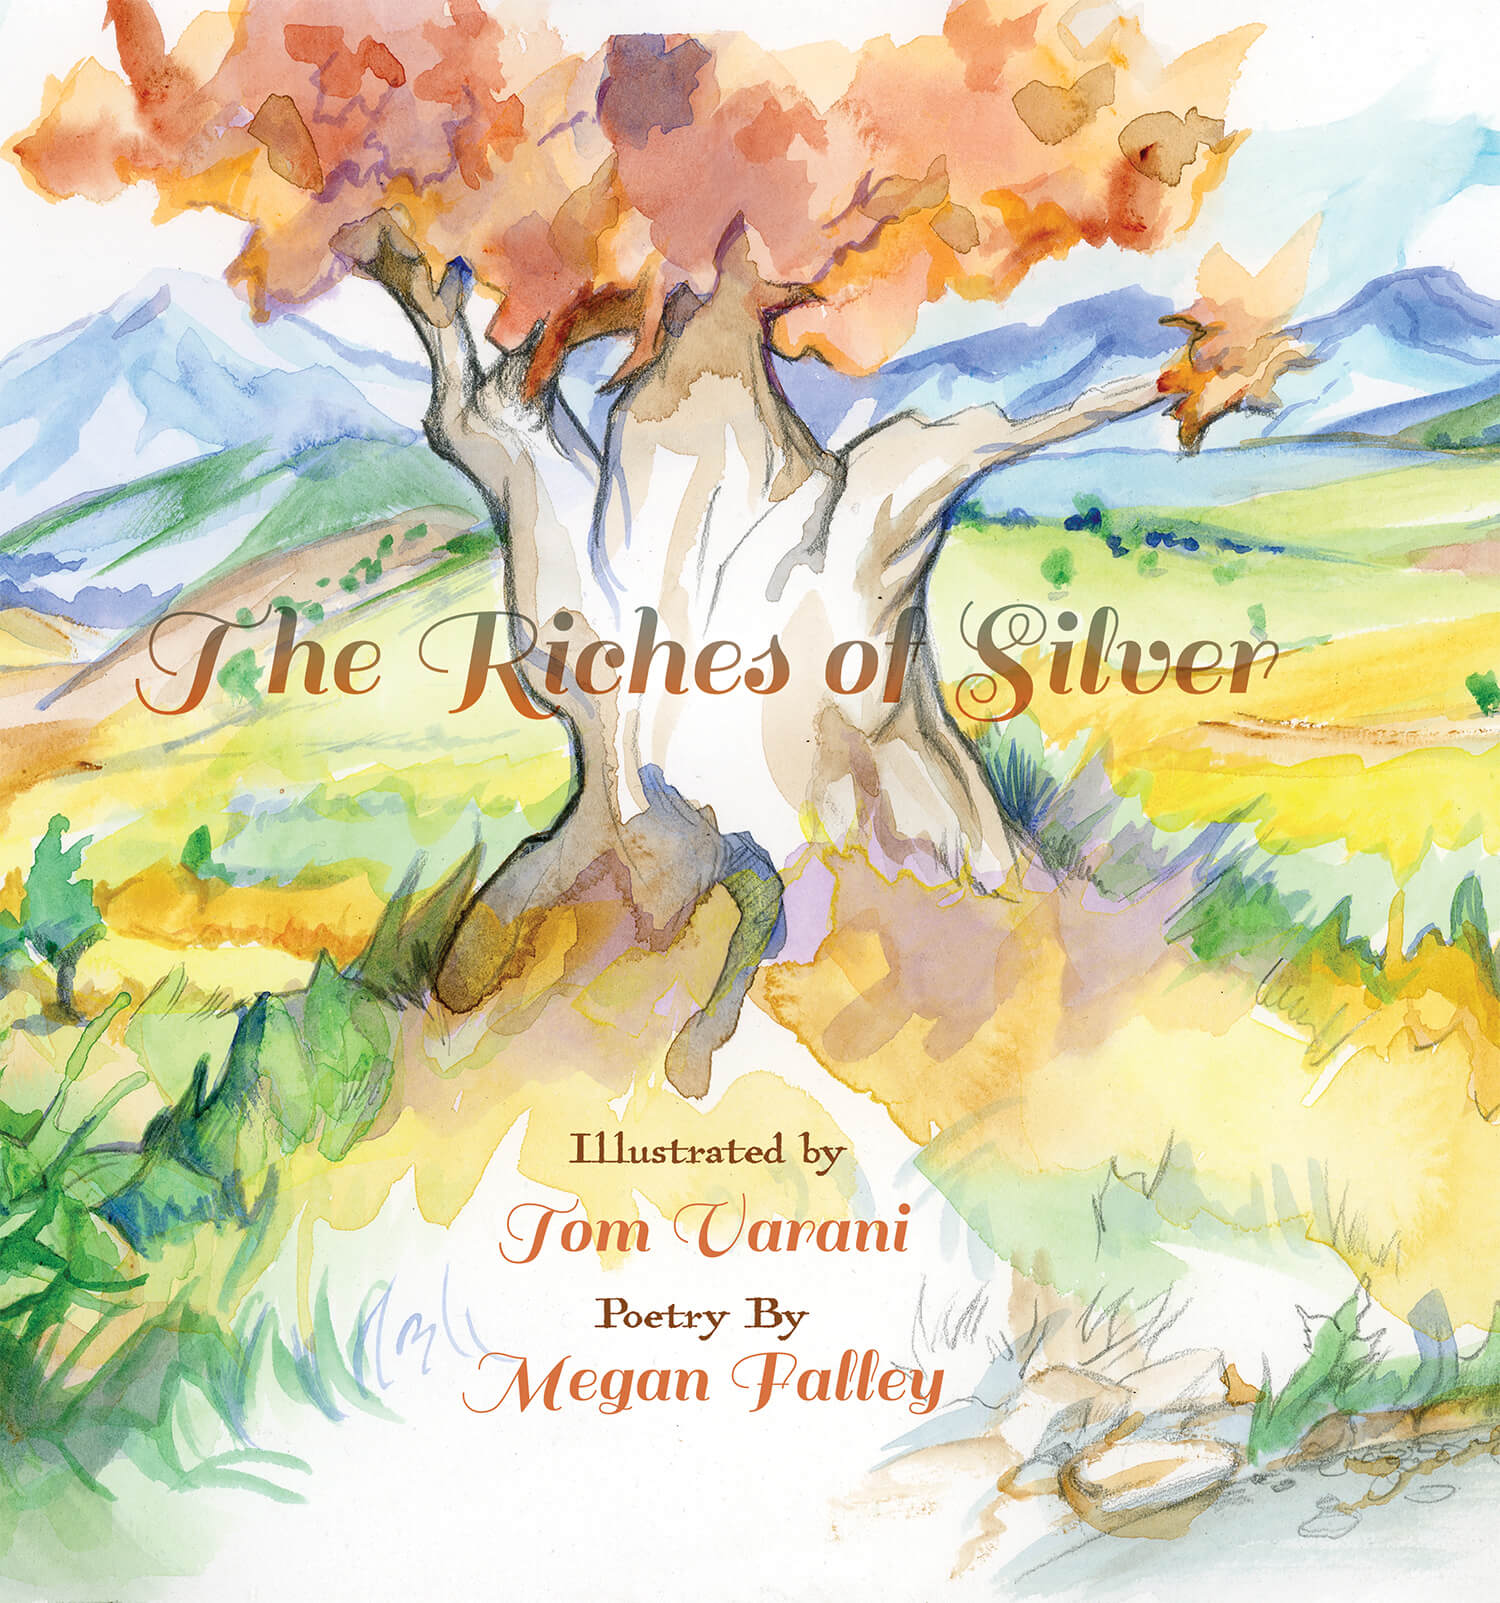 The Riches of Silver
Illustrated by
Tom Varani
Poetry By
Megan Falley